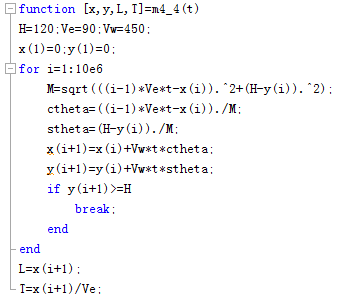 function [x,y,L,T]=m4_4(t)
H=120;Ve=90;Vw=450;
x(1)=0;y(1)=0;
for i=1:10e6
M=sqrt(((i-1)*Ve*t-x(i)).^2+(H-y(i)).^2);
ctheta=((i-1)*Ve*t-x(i))./M;
stheta=(H-y(i))./M;
x(i+1)=x(i)+Vw*t*ctheta;
y(i+1)=y(i)+Vw*t*stheta;
if y(i+1)>=H
break;
end
end
L=x(i+1);
T=x(i+1)/Ve;